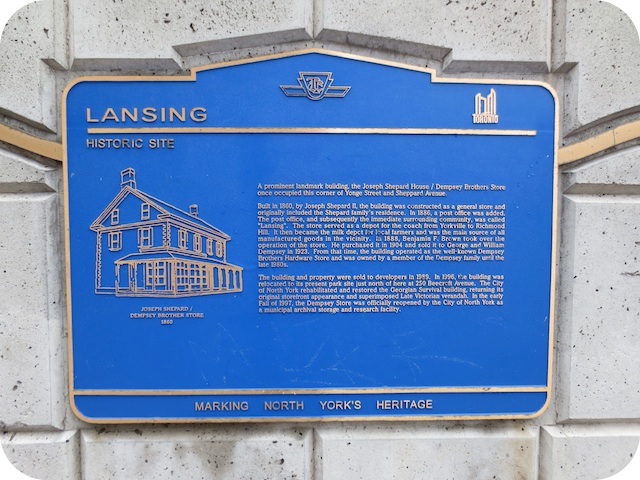 TTC
TORONTO
LANSING
HISTORIC SITE
A prominent landmark building, the Joseph Shepard House / Dempsey Brothers Store
once occupied this corner of Yonge Street and Sheppard Avenue.
Built in 1860, by Joseph Shepard II, the building was constructed as a general store and
originally included the Shepard family's residence. In 1886, a post office was added.
The post office, and subsequently the immediate surrounding community, was called
"Lansing". The store served as a depot for the coach from Yorkville to Richmond
Hill. It then became the milk depot for local farmers and was the main source of all
manufactured goods in the vicinity. In 1888, Benjamin F. Brown took over the
operation of the store. He purchased it in 1904 and sold it to George and William
Dempsey in 1923. From that time, the building operated as the well-known Dempsey
Brothers Hardware Store and was owned by a member of the Dempsey family until the
late 1980s.
The building and property were sold to developers in 1989. In 1996, the building was
relocated to its present park site just north of here at 250 Beecroft Avenue. The City
of North York rehabilitated and restored the Georgian Survival building, returning its
original storefront appearance and superimposed Late Victorian verandah. In the early
Fall of 1997, the Dempsey Store was officially reopened by the City of North York as
a municipal archival storage and research facility.
JOSEPH SHEPARD /
DEMPSEY BROTHER STORE
1860
MARKING NORTH YORK'S HERITAGE